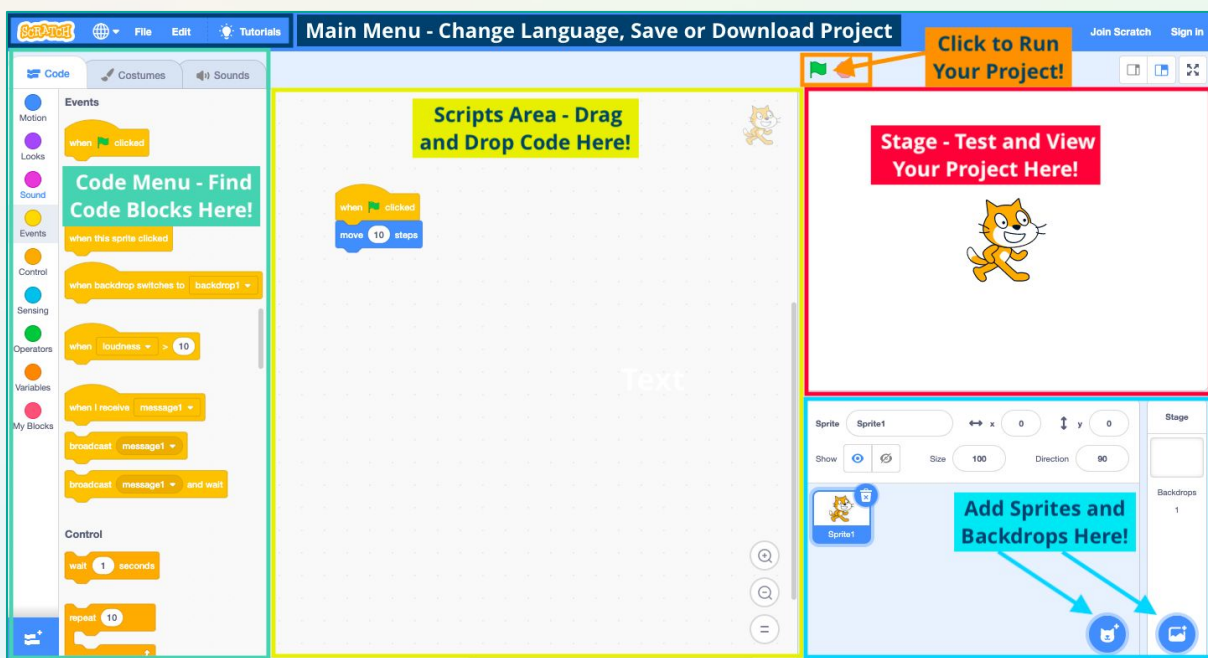 SCRATCH File Edit Tutorials
Main Menu - Change Language, Save or Download Project
Join Scratch Sign in
Click to Run
Your Project!
Code Costumes Sounds
Motion
Looks
Sound
Events
Control
Sensing
Operators
Variables
My Blocks
Events
when clicked
Code Menu - Find
Code Blocks Here!
when this sprite clicked
when backdrop switches to backdrop1
when loudness > 10
when I receive message1
broadcast message1
broadcast message1 and wait
Control
wait 1 seconds
repeat 10
Scripts Area - Drag
and Drop Code Here!
when clicked
move 10 steps
Text
Stage - Test and View
Your Project Here!
Sprite Sprite1 x 0 y 0
Show Size 100 Direction 90
Sprite1
Stage
Backdrops
1
Add Sprites and
Backdrops Here!